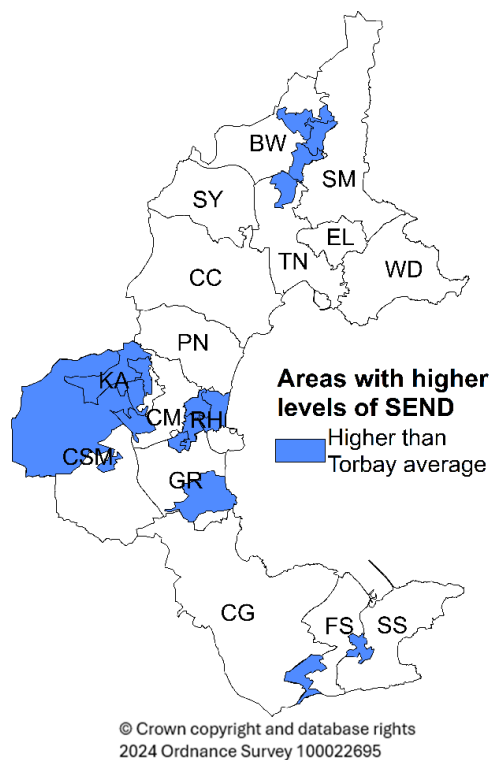 BW
SM
SY
EL
TN
WD
CC
PN
Areas with higher
levels of SEND
Higher than
Torbay average
KA
CM
RH
CSM
GR
CG
FS
SS
© Crown copyright and database rights
2024 Ordnance Survey 100022695